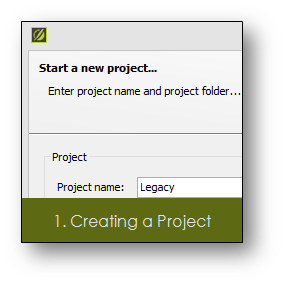 Start a new project...
Enter project name and project folder...
Project
Project name: Legacy
1. Creating a Project